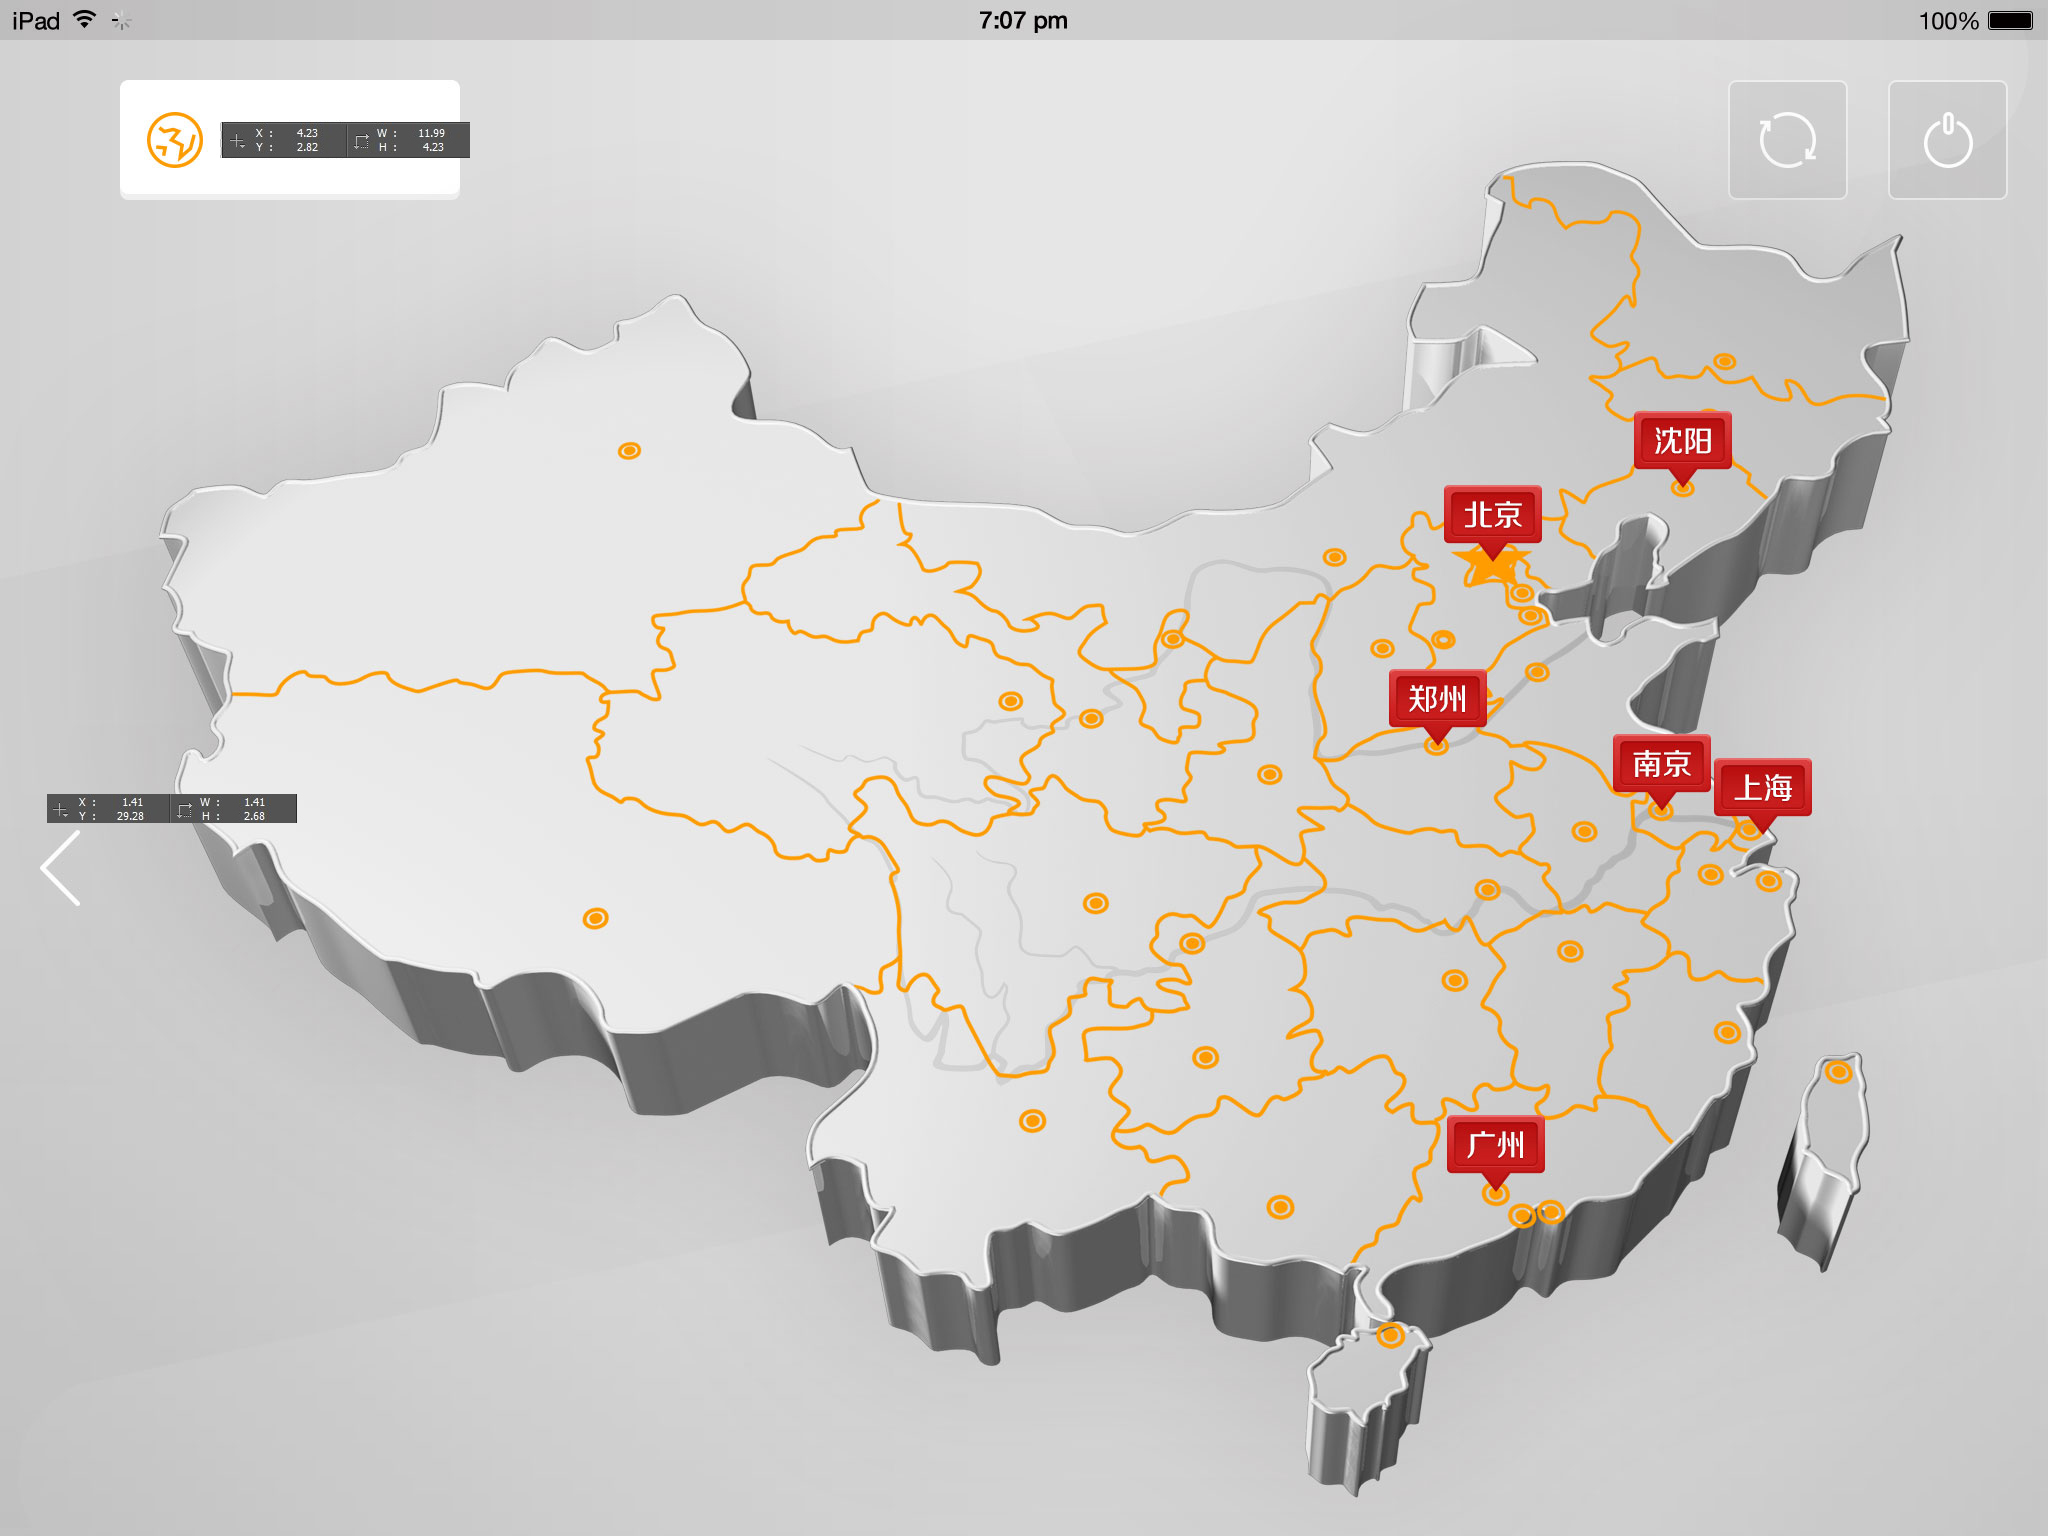 iPad
7:07 pm
100%
X : 4.23 W : 11.99
Y : 2.82 H : 4.23
沈阳
北京
郑州
南京
上海
X : 1.41 W : 1.41
Y : 29.28 H : 2.68
广州